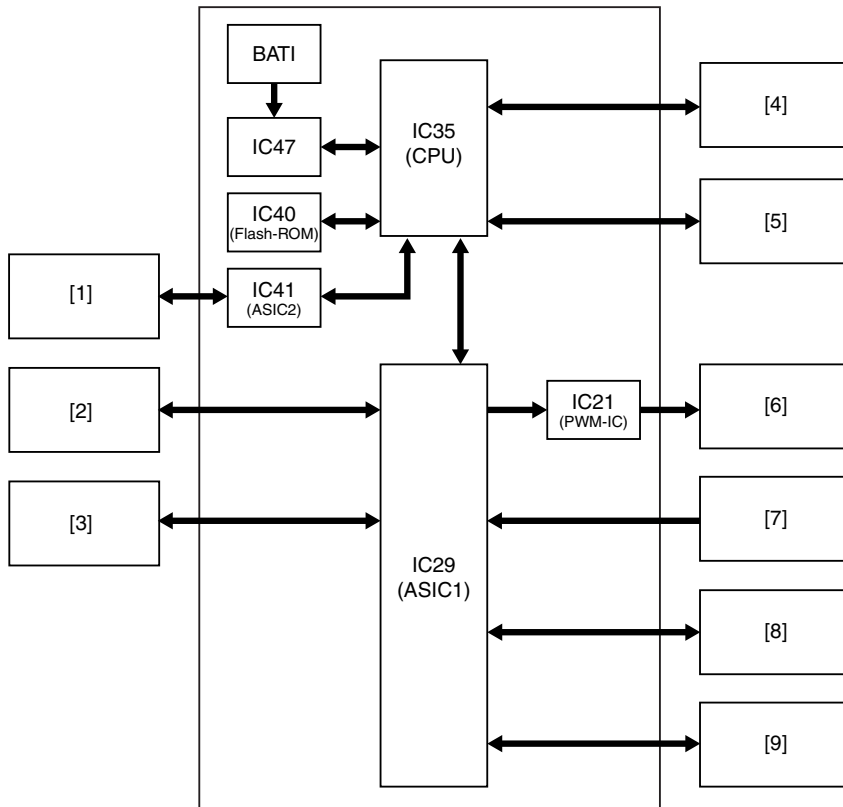 BATI
IC47
IC40
(Flash-ROM)
IC41
(ASIC2)
IC35
(CPU)
[1]
[2]
[3]
IC29
(ASIC1)
IC21
(PWM-IC)
[4]
[5]
[6]
[7]
[8]
[9]